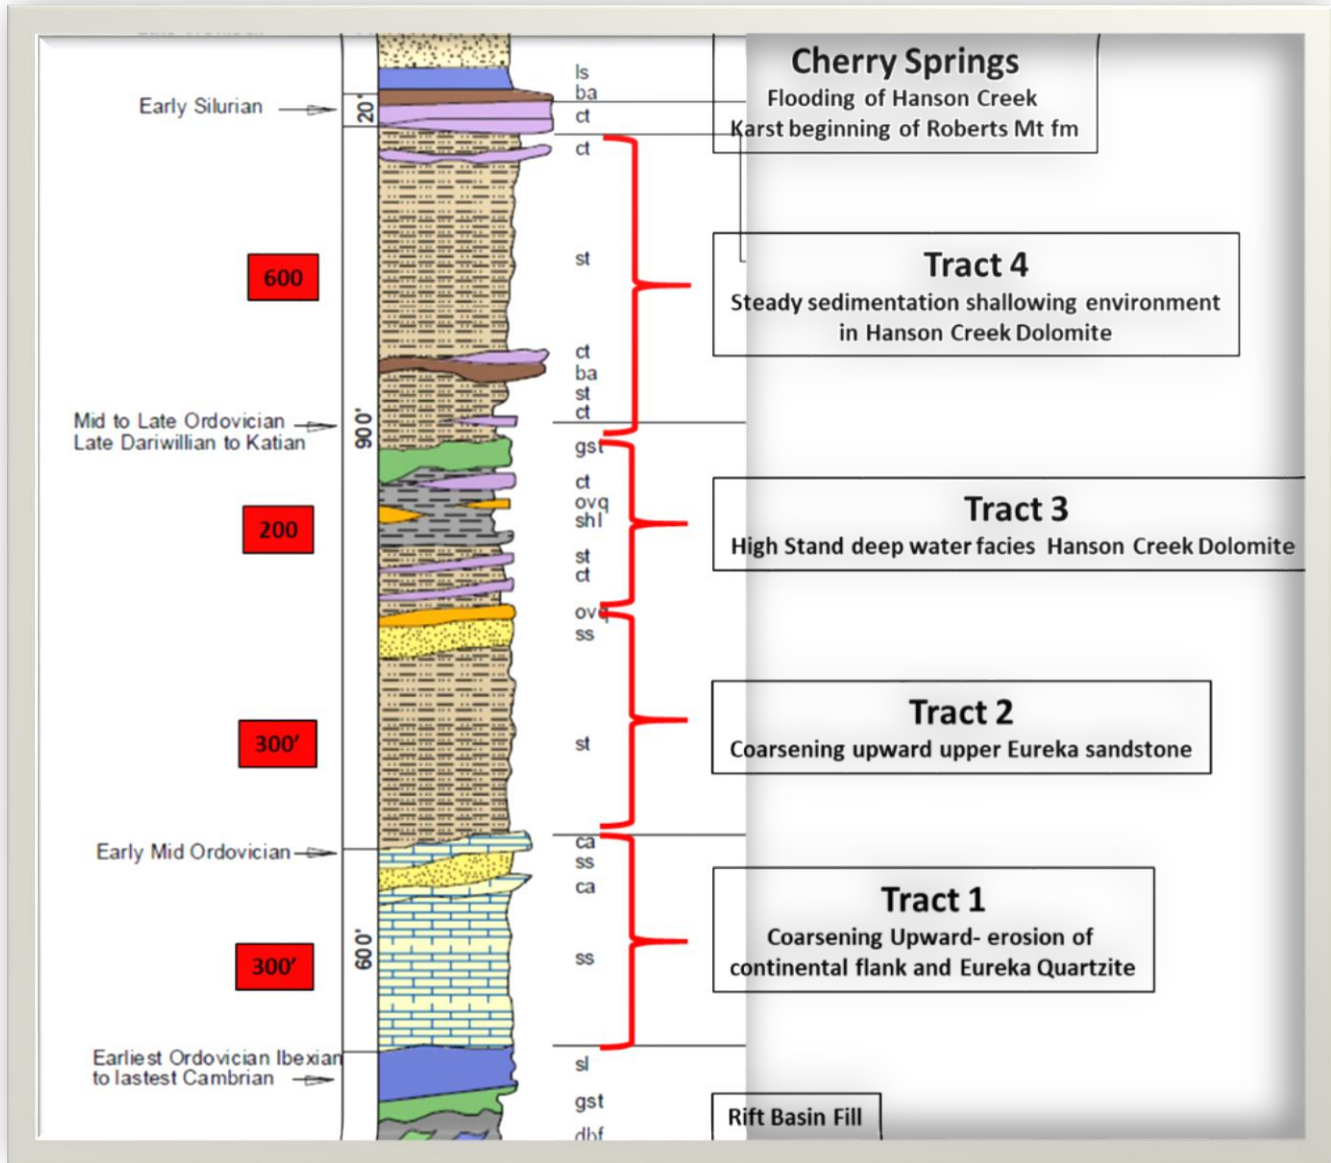 Cherry Springs
Flooding of Hanson Creek
Karst beginning of Roberts Mt fm
ls
ba
Early Silurian
20'
ct
ct
600
st
Tract 4
Steady sedimentation shallowing environment
in Hanson Creek Dolomite
ct
ba
st
ct
Mid to Late Ordovician
Late Dariwillian to Katian
900'
gst
ct
ovq
shl
200
Tract 3
High Stand deep water facies Hanson Creek Dolomite
st
ct
ovq
ss
300'
st
Tract 2
Coarsening upward upper Eureka sandstone
Early Mid Ordovician
ca
ss
ca
Tract 1
Coarsening Upward- erosion of
continental flank and Eureka Quartzite
300'
600'
ss
Earliest Ordovician Ibexian
to lastest Cambrian
sl
gst
Rift Basin Fill
dbf